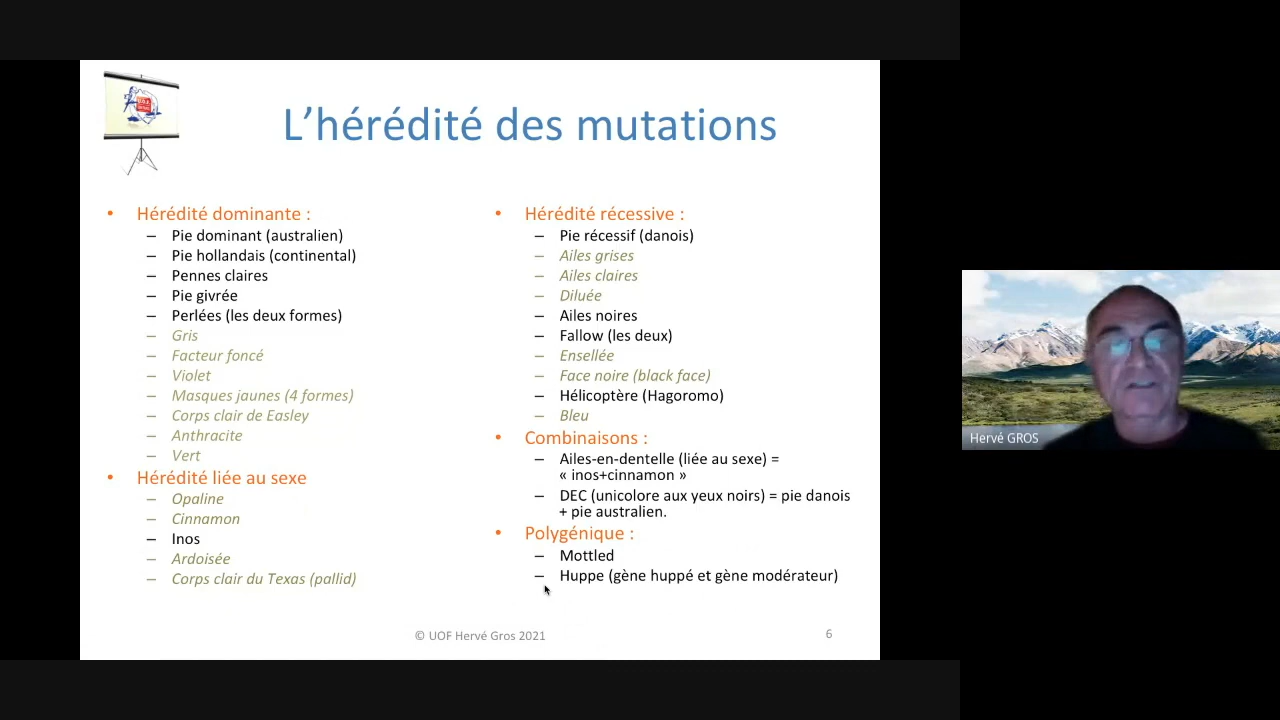 L'hérédité des mutations
• Hérédité dominante :
– Pie dominant (australien)
– Pie hollandais (continental)
– Pennes claires
– Pie givrée
– Perlées (les deux formes)
– Gris
– Facteur foncé
– Violet
– Masques jaunes (4 formes)
– Corps clair de Easley
– Anthracite
– Vert
• Hérédité liée au sexe
– Opaline
– Cinnamon
– Inos
– Ardoisée
– Corps clair du Texas (pallid)
• Hérédité récessive :
– Pie récessif (danois)
– Ailes grises
– Ailes claires
– Diluée
– Ailes noires
– Fallow (les deux)
– Ensellée
– Face noire (black face)
– Hélicoptère (Hagoromo)
– Bleu
• Combinaisons :
– Ailes-en-dentelle (liée au sexe) =
« inos+cinnamon »
– DEC (unicolore aux yeux noirs) = pie danois
+ pie australien.
• Polygénique :
– Mottled
– Huppe (gène huppé et gène modérateur)
© UOF Hervé Gros 2021
6
Hervé GROS